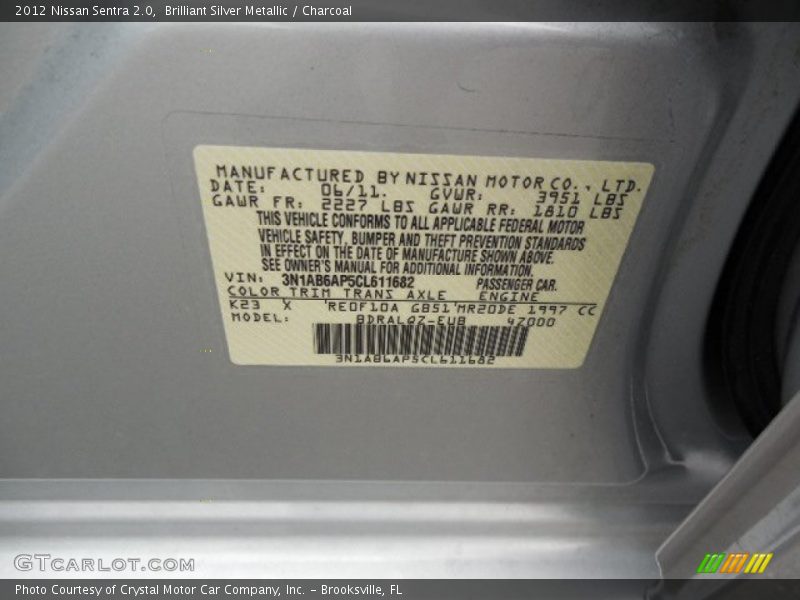 2012 Nissan Sentra 2.0, Brilliant Silver Metallic / Charcoal
MANUFACTURED BY NISSAN MOTOR CO., LTD.
DATE: 06/11. GVWR: 3951 LBS
GAWR FR: 2227 LBS GAWR RR: 1810 LBS
THIS VEHICLE CONFORMS TO ALL APPLICABLE FEDERAL MOTOR
VEHICLE SAFETY, BUMPER AND THEFT PREVENTION STANDARDS
IN EFFECT ON THE DATE OF MANUFACTURE SHOWN ABOVE.
SEE OWNER'S MANUAL FOR ADDITIONAL INFORMATION.
VIN: 3N1AB6AP5CL611682 PASSENGER CAR.
COLOR TRIM TRANS AXLE ENGINE
K23 X RE0F10A GB51 MR20DE 1997 CC
MODEL: BDRALQZ-EUB 4Z000
3N1AB6AP5CL611682
GTCARLOT.COM
Photo Courtesy of Crystal Motor Car Company, Inc. – Brooksville, FL